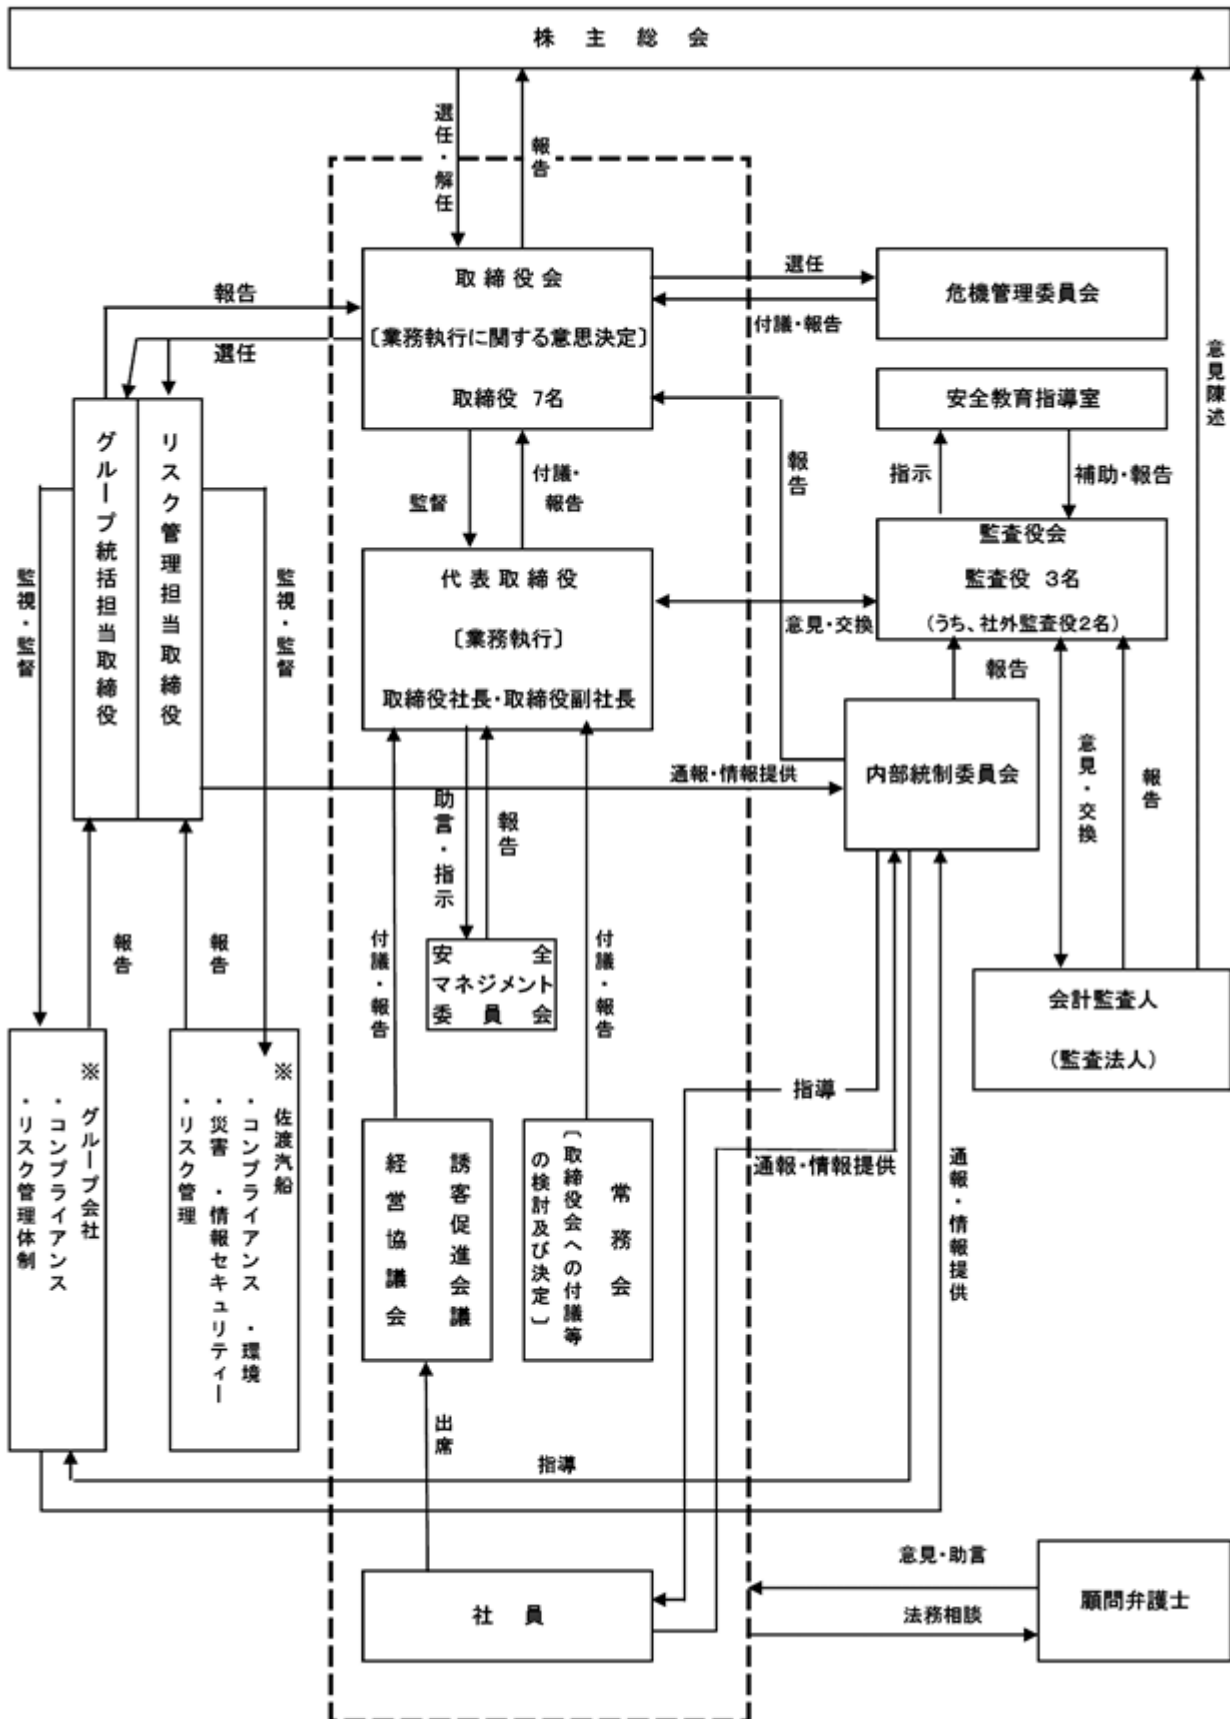 株主総会
選任・解任
報告
取締役会
〔業務執行に関する意思決定〕
取締役 7名
選任
付議・報告
危機管理委員会
意見陳述
報告
選任
安全教育指導室
指示
補助・報告
報告
監督
付議・
報告
グループ統括担当取締役
リスク管理担当取締役
監視・監督
監視・監督
代表取締役
〔業務執行〕
取締役社長・取締役副社長
意見・交換
監査役会
監査役 3名
(うち、社外監査役2名)
報告
通報・情報提供
内部統制委員会
意見・交換
報告
助言・指示
報告
安全
マネジメント
委員会
付議・報告
付議・報告
報告
報告
会計監査人
(監査法人)
※ グループ会社
・コンプライアンス
・リスク管理体制
※ 佐渡汽船
・コンプライアンス ・環境
・災害 ・情報セキュリティー
・リスク管理
誘客促進会議
経営協議会
常務会
〔取締役会への付議等
の検討及び決定〕
指導
通報・情報提供
通報・情報提供
出席
指導
社員
意見・助言
法務相談
顧問弁護士